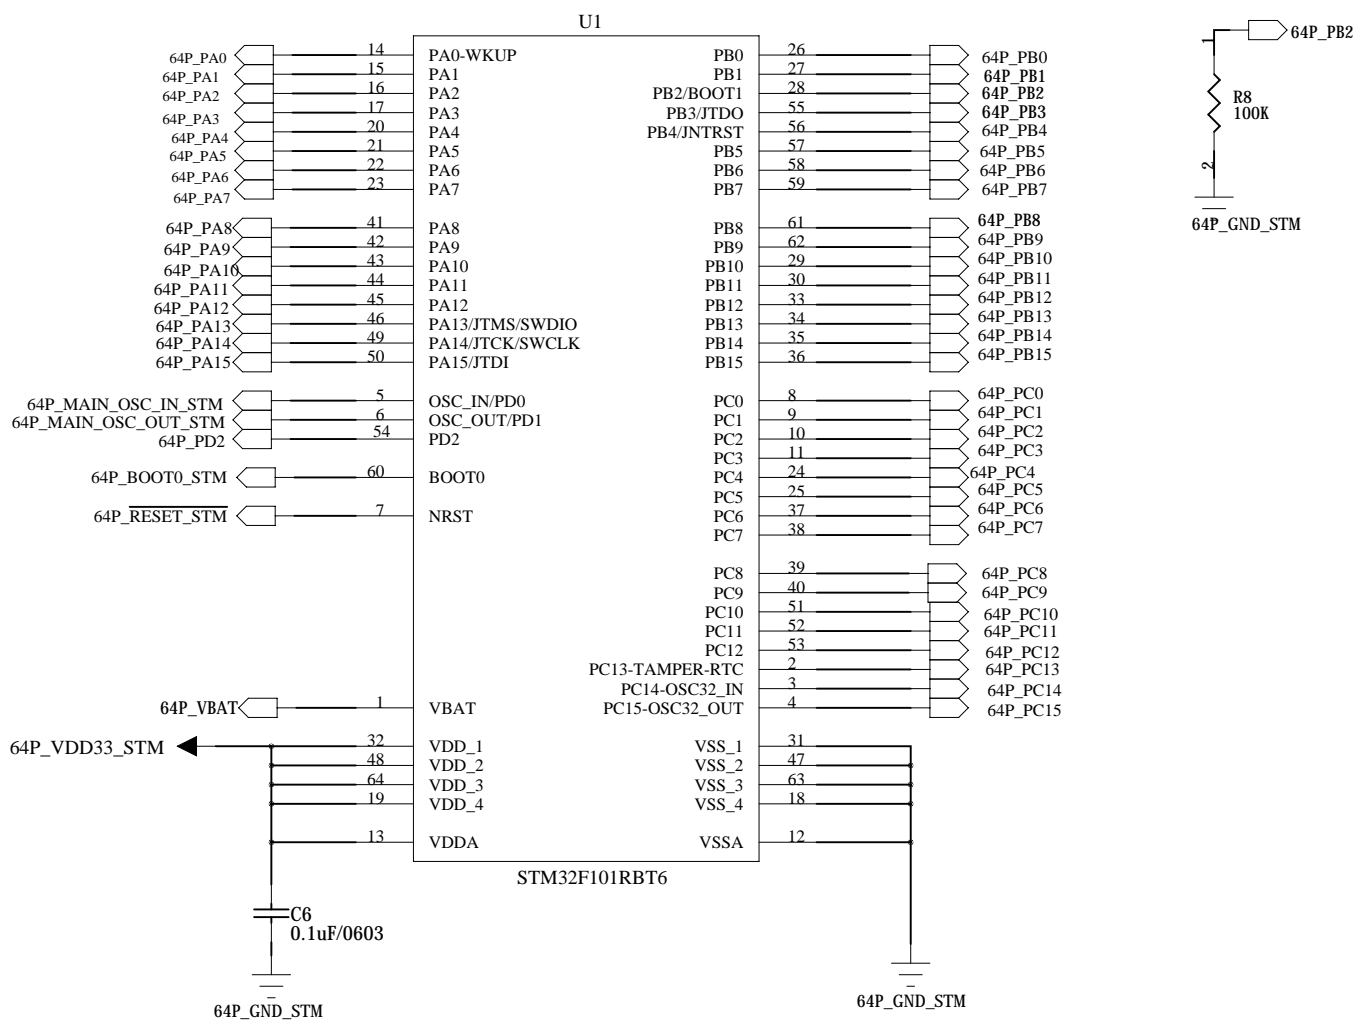 U1
64P_PA0 14 PA0-WKUP PB0 26 64P_PB0
64P_PA1 15 PA1 PB1 27 64P_PB1
64P_PA2 16 PA2 PB2/BOOT1 28 64P_PB2
64P_PA3 17 PA3 PB3/JTDO 55 64P_PB3
64P_PA4 20 PA4 PB4/JNTRST 56 64P_PB4
64P_PA5 21 PA5 PB5 57 64P_PB5
64P_PA6 22 PA6 PB6 58 64P_PB6
64P_PA7 23 PA7 PB7 59 64P_PB7
64P_PA8 41 PA8 PB8 61 64P_PB8
64P_PA9 42 PA9 PB9 62 64P_PB9
64P_PA10 43 PA10 PB10 29 64P_PB10
64P_PA11 44 PA11 PB11 30 64P_PB11
64P_PA12 45 PA12 PB12 33 64P_PB12
64P_PA13 46 PA13/JTMS/SWDIO PB13 34 64P_PB13
64P_PA14 49 PA14/JTCK/SWCLK PB14 35 64P_PB14
64P_PA15 50 PA15/JTDI PB15 36 64P_PB15
64P_MAIN_OSC_IN_STM 5 OSC_IN/PD0 PC0 8 64P_PC0
64P_MAIN_OSC_OUT_STM 6 OSC_OUT/PD1 PC1 9 64P_PC1
64P_PD2 54 PD2 PC2 10 64P_PC2
PC3 11 64P_PC3
64P_BOOT0_STM 60 BOOT0 PC4 24 64P_PC4
PC5 25 64P_PC5
64P_RESET_STM 7 NRST PC6 37 64P_PC6
PC7 38 64P_PC7
PC8 39 64P_PC8
PC9 40 64P_PC9
PC10 51 64P_PC10
PC11 52 64P_PC11
PC12 53 64P_PC12
PC13-TAMPER-RTC 2 64P_PC13
PC14-OSC32_IN 3 64P_PC14
64P_VBAT 1 VBAT PC15-OSC32_OUT 4 64P_PC15
64P_VDD33_STM 32 VDD_1 VSS_1 31
48 VDD_2 VSS_2 47
64 VDD_3 VSS_3 63
19 VDD_4 VSS_4 18
13 VDDA VSSA 12
STM32F101RBT6
C6
0.1uF/0603
64P_GND_STM
64P_GND_STM
64P_PB2
1
R8
100K
2
64P_GND_STM